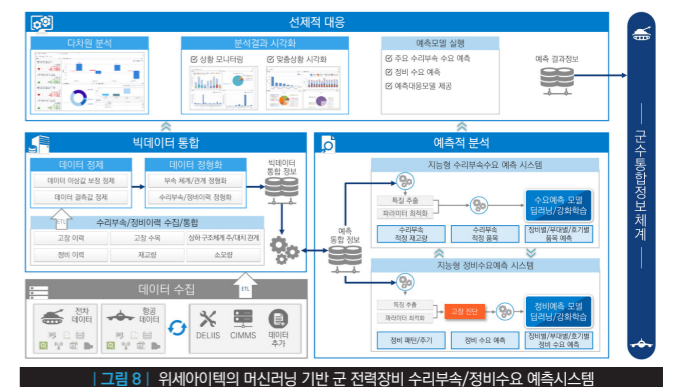 선제적 대응
다차원 분석
분석결과 시각화
상황 모니터링
맞춤상황 시각화
예측모델 실행
주요 수리부속 수요 예측
정비 수요 예측
예측대응모델 제공
예측 결과정보
군수통합정보체계
빅데이터 통합
데이터 정제
데이터 이상값 보정 정제
데이터 결측값 정제
데이터 정형화
부속 체계/관계 정형화
수리부속/정비이력 정형화
빅데이터
통합 정보
ETL
수리부속/정비이력 수집/통합
고장 이력
고장 수목
상하 구조체계 주/대치 관계
정비 이력
재고량
소모량
예측
통합 정보
예측적 분석
지능형 수리부속수요 예측 시스템
특질 추출
파라미터 최적화
수요예측 모델
딥러닝/강화학습
수리부속
적정 재고량
수리부속
적정 품목
장비별/부대별/호기별
품목 예측
지능형 정비수요예측 시스템
특징 추출
파라미터 최적화
고장 진단
정비예측 모델
딥러닝/강화학습
정비 패턴/주기
정비 수요 예측
장비별/부대별/호기별
정비 수요 예측
데이터 수집
ETL
전차
데이터
항공
데이터
DELIIS
CIMMS
데이터
추가
| 그림 8 | 위세아이텍의 머신러닝 기반 군 전력장비 수리부속/정비수요 예측시스템